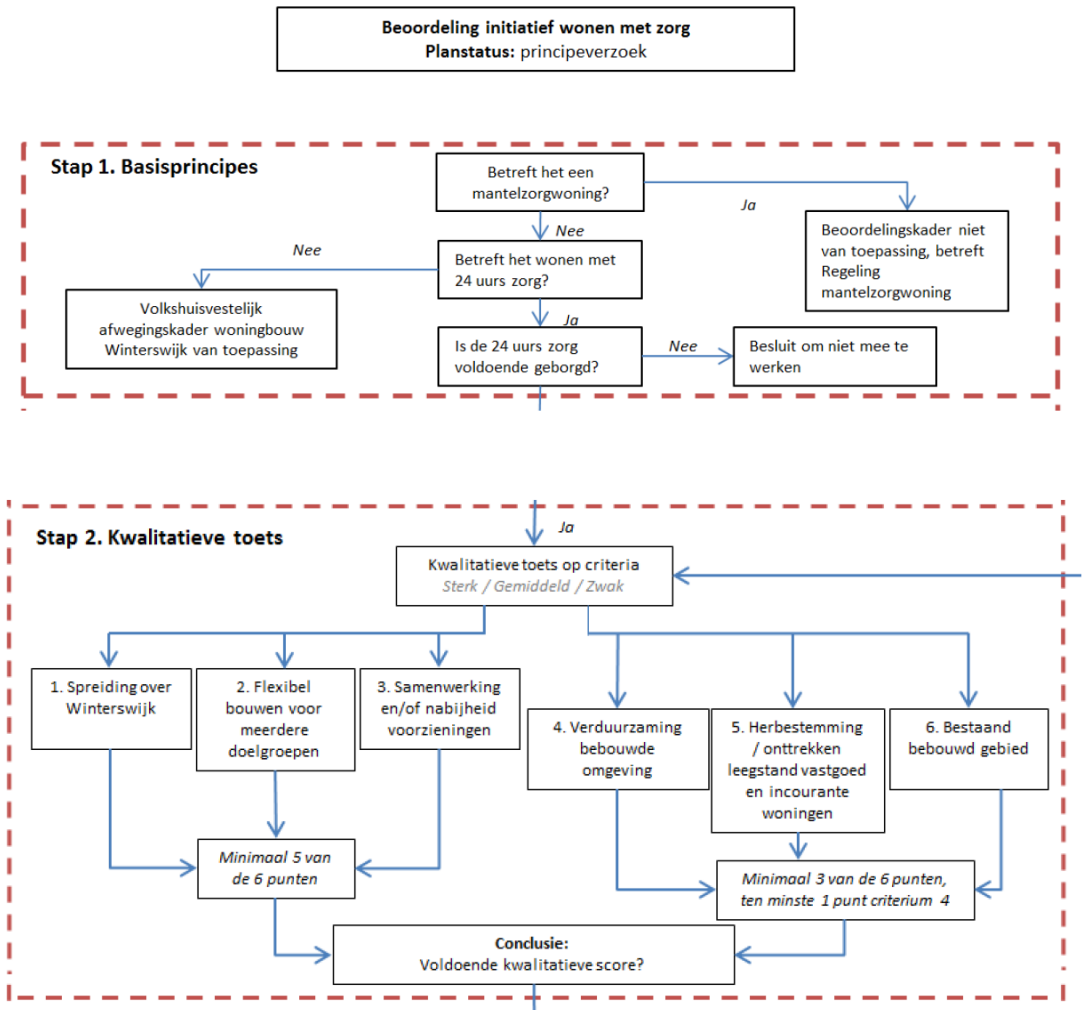 Beoordeling initiatief wonen met zorg
Planstatus: principeverzoek
Stap 1. Basisprincipes
Betreft het een
mantelzorgwoning?
Ja
Nee
Beoordelingskader niet
van toepassing, betreft
Regeling
mantelzorgwoning
Betreft het wonen met
24 uurs zorg?
Nee
Volkshuisvestelijk
afwegingskader woningbouw
Winterswijk van toepassing
Ja
Is de 24 uurs zorg
voldoende geborgd?
Nee
Besluit om niet mee te
werken
Stap 2. Kwalitatieve toets
Ja
Kwalitatieve toets op criteria
Sterk / Gemiddeld / Zwak
1. Spreiding over
Winterswijk
2. Flexibel
bouwen voor
meerdere
doelgroepen
3. Samenwerking
en/of nabijheid
voorzieningen
4. Verduurzaming
bebouwde
omgeving
5. Herbestemming
/ onttrekken
leegstand vastgoed
en incourante
woningen
6. Bestaand
bebouwd gebied
Minimaal 5 van
de 6 punten
Minimaal 3 van de 6 punten,
ten minste 1 punt criterium 4
Conclusie:
Voldoende kwalitatieve score?